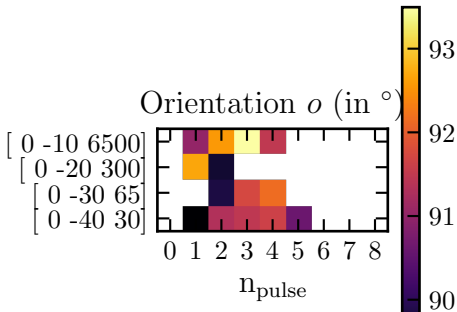 Orientation o (in °)
[ 0 -10 6500]
[ 0 -20 300]
[ 0 -30 65]
[ 0 -40 30]
0 1 2 3 4 5 6 7 8
n_pulse
93
92
91
90